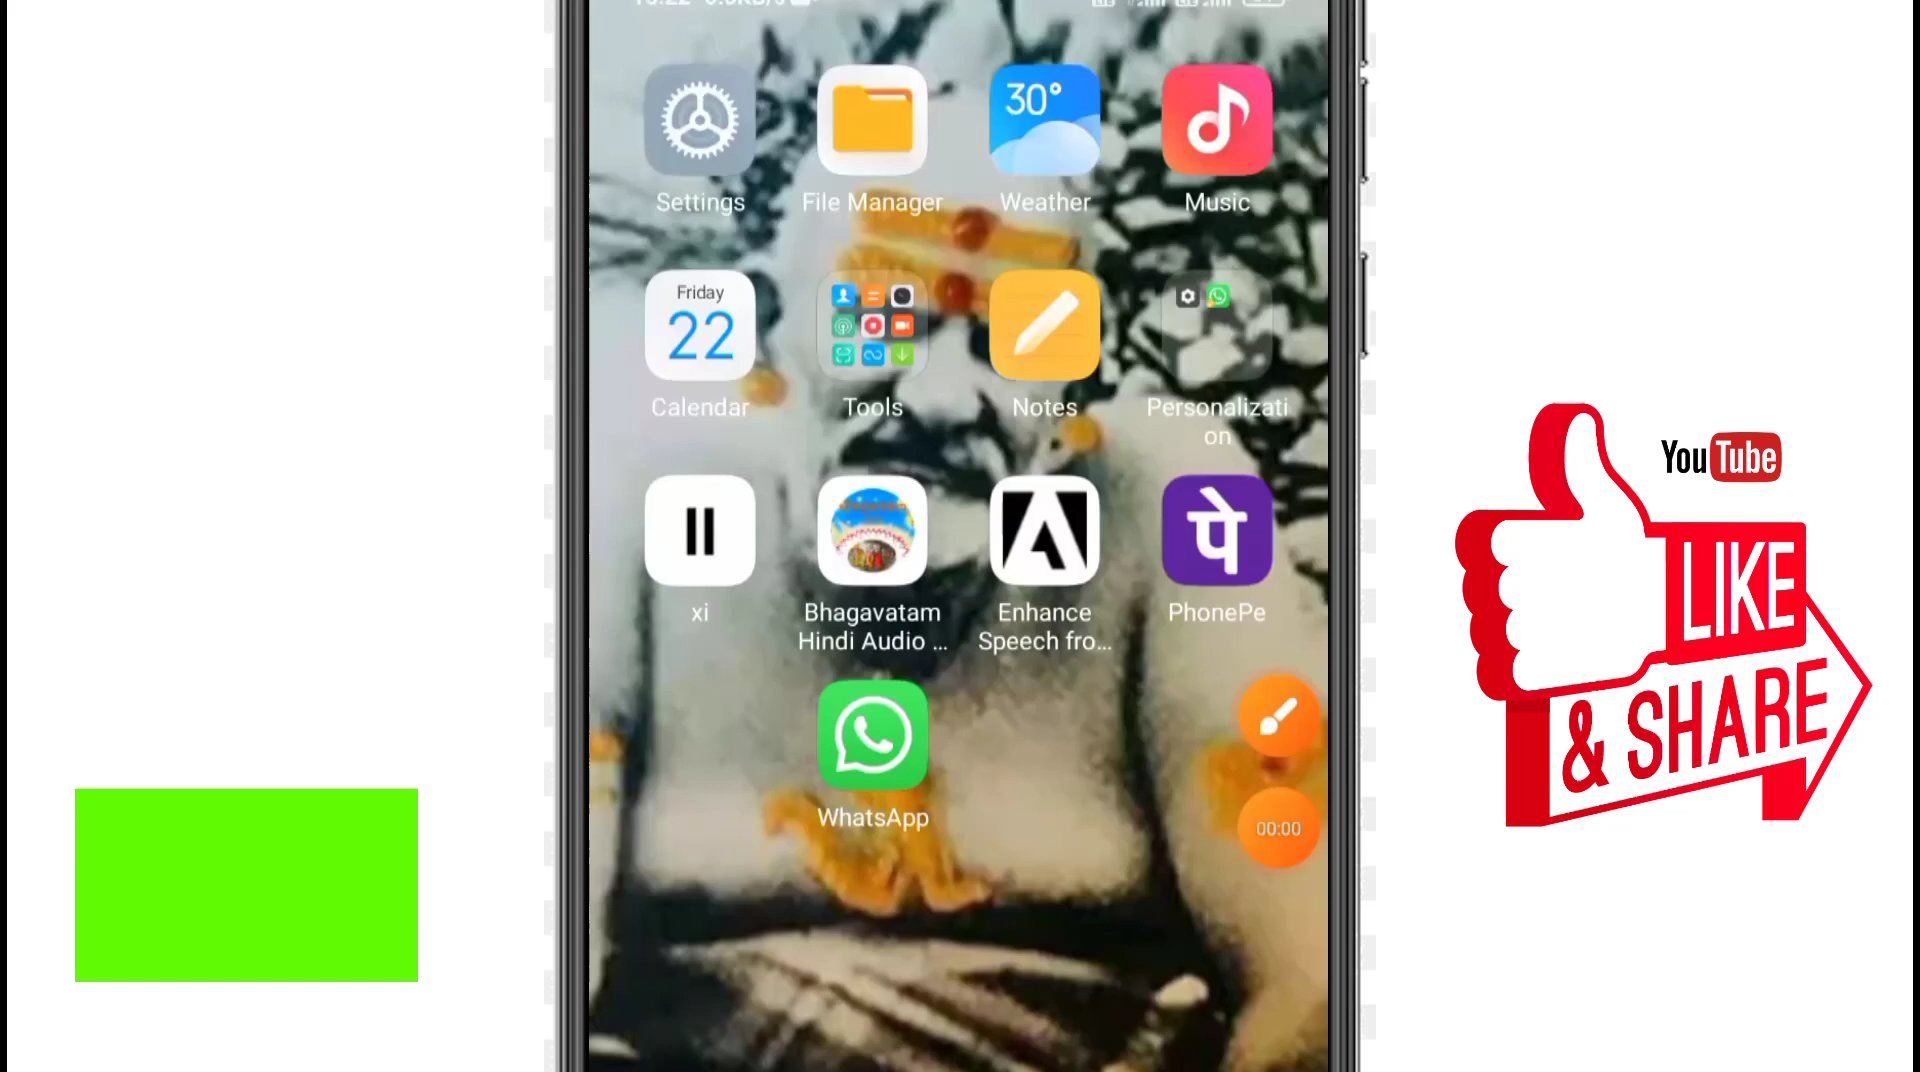 30°
Settings
File Manager
Weather
Music
Friday
22
Calendar
Tools
Notes
Personalizati
on
पे
xi
Bhagavatam
Hindi Audio ...
Enhance
Speech fro...
PhonePe
WhatsApp
00:00
YouTube
LIKE
& SHARE